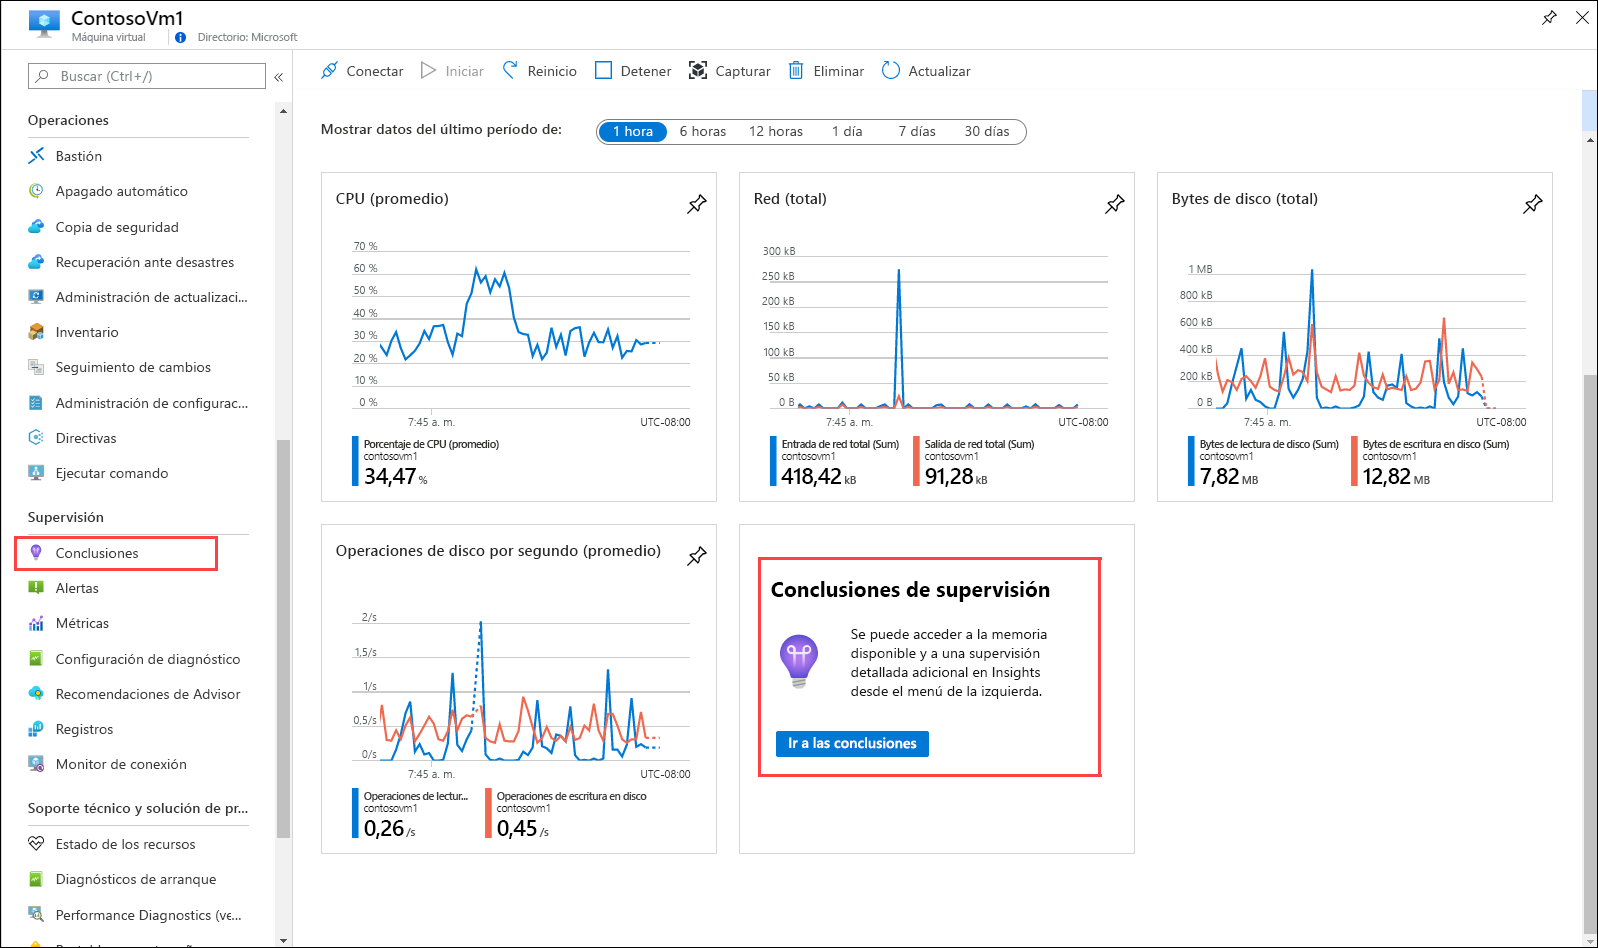 ContosoVm1
Máquina virtual
Directorio: Microsoft
Buscar (Ctrl+/)
«
Conectar
Iniciar
Reinicio
Detener
Capturar
Eliminar
Actualizar
Operaciones
Bastión
Apagado automático
Copia de seguridad
Recuperación ante desastres
Administración de actualizaci...
Inventario
Seguimiento de cambios
Administración de configurac...
Directivas
Ejecutar comando
Supervisión
Conclusiones
Alertas
Métricas
Configuración de diagnóstico
Recomendaciones de Advisor
Registros
Monitor de conexión
Soporte técnico y solución de pr...
Estado de los recursos
Diagnósticos de arranque
Performance Diagnostics (ve...
Mostrar datos del último período de:
1 hora
6 horas
12 horas
1 día
7 días
30 días
CPU (promedio)
70 %
60 %
50 %
40 %
30 %
20 %
10 %
0 %
7:45 a. m.
UTC-08:00
Porcentaje de CPU (promedio)
contosovm1
34,47 %
Red (total)
300 kB
250 kB
200 kB
150 kB
100 kB
50 kB
0 B
7:45 a. m.
UTC-08:00
Entrada de red total (Sum)
contosovm1
418,42 kB
Salida de red total (Sum)
contosovm1
91,28 kB
Bytes de disco (total)
1 MB
800 kB
600 kB
400 kB
200 kB
0 B
7:45 a. m.
UTC-08:00
Bytes de lectura de disco (Sum)
contosovm1
7,82 MB
Bytes de escritura en disco (Sum)
contosovm1
12,82 MB
Operaciones de disco por segundo (promedio)
2/s
1,5/s
1/s
0,5/s
0/s
7:45 a. m.
UTC-08:00
Operaciones de lectur...
contosovm1
0,26 /s
Operaciones de escritura en disco
contosovm1
0,45 /s
Conclusiones de supervisión
Se puede acceder a la memoria
disponible y a una supervisión
detallada adicional en Insights
desde el menú de la izquierda.
Ir a las conclusiones